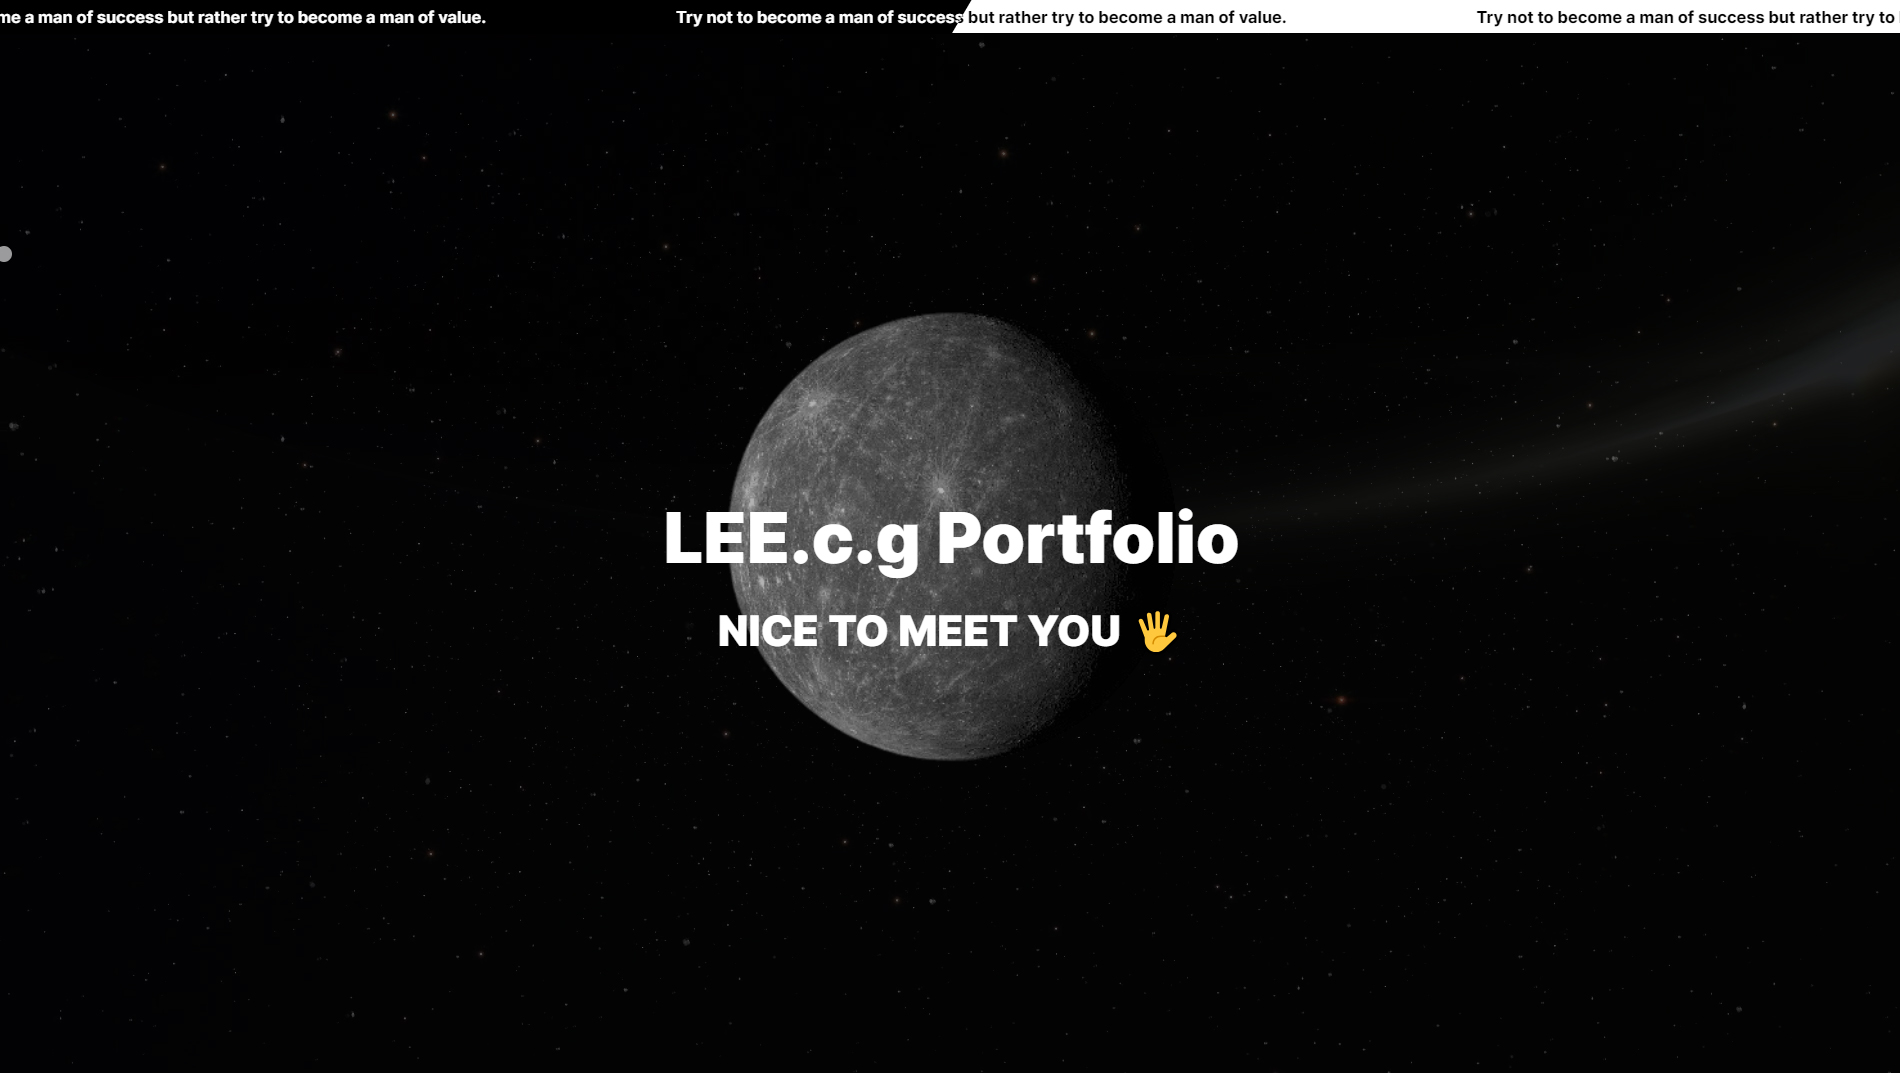 me a man of success but rather try to become a man of value. Try not to become a man of success but rather try to become a man of value. Try not to become a man of success but rather try to
LEE.c.g Portfolio
NICE TO MEET YOU 🖐